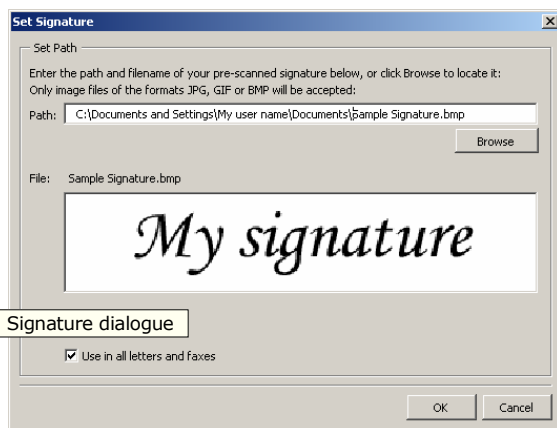 Set Signature
Set Path
Enter the path and filename of your pre-scanned signature below, or click Browse to locate it:
Only image files of the formats JPG, GIF or BMP will be accepted:
Path: C:\Documents and Settings\My user name\Documents\Sample Signature.bmp
Browse
File: Sample Signature.bmp
My signature
Signature dialogue
Use in all letters and faxes
OK Cancel